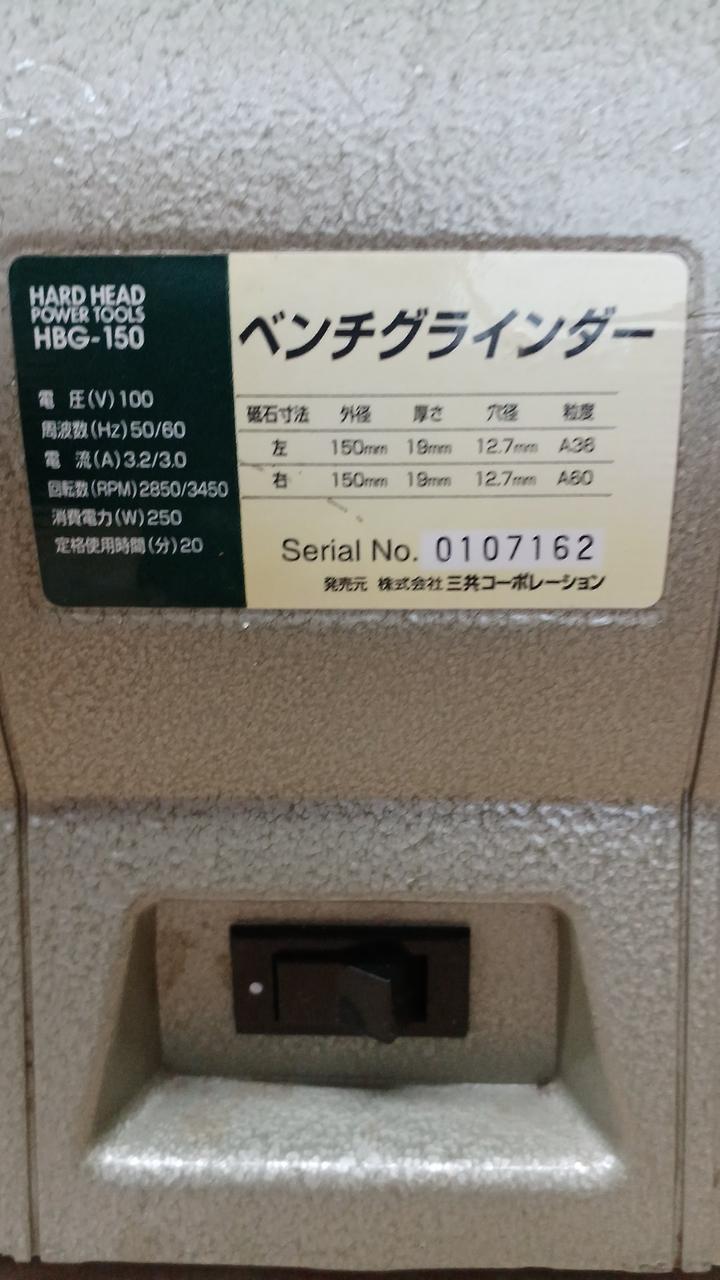 HARD HEAD
POWER TOOLS
HBG-150
電 圧(V)100
周波数(Hz)50/60
電 流(A)3.2/3.0
回転数(RPM)2850/3450
消費電力(W)250
定格使用時間(分)20
ベンチグラインダー
砥石寸法 外径 厚さ 穴径 粒度
左 150mm 19mm 12.7mm A36
右 150mm 19mm 12.7mm A60
Serial No. 0107162
発売元 株式会社三共コーポレーション